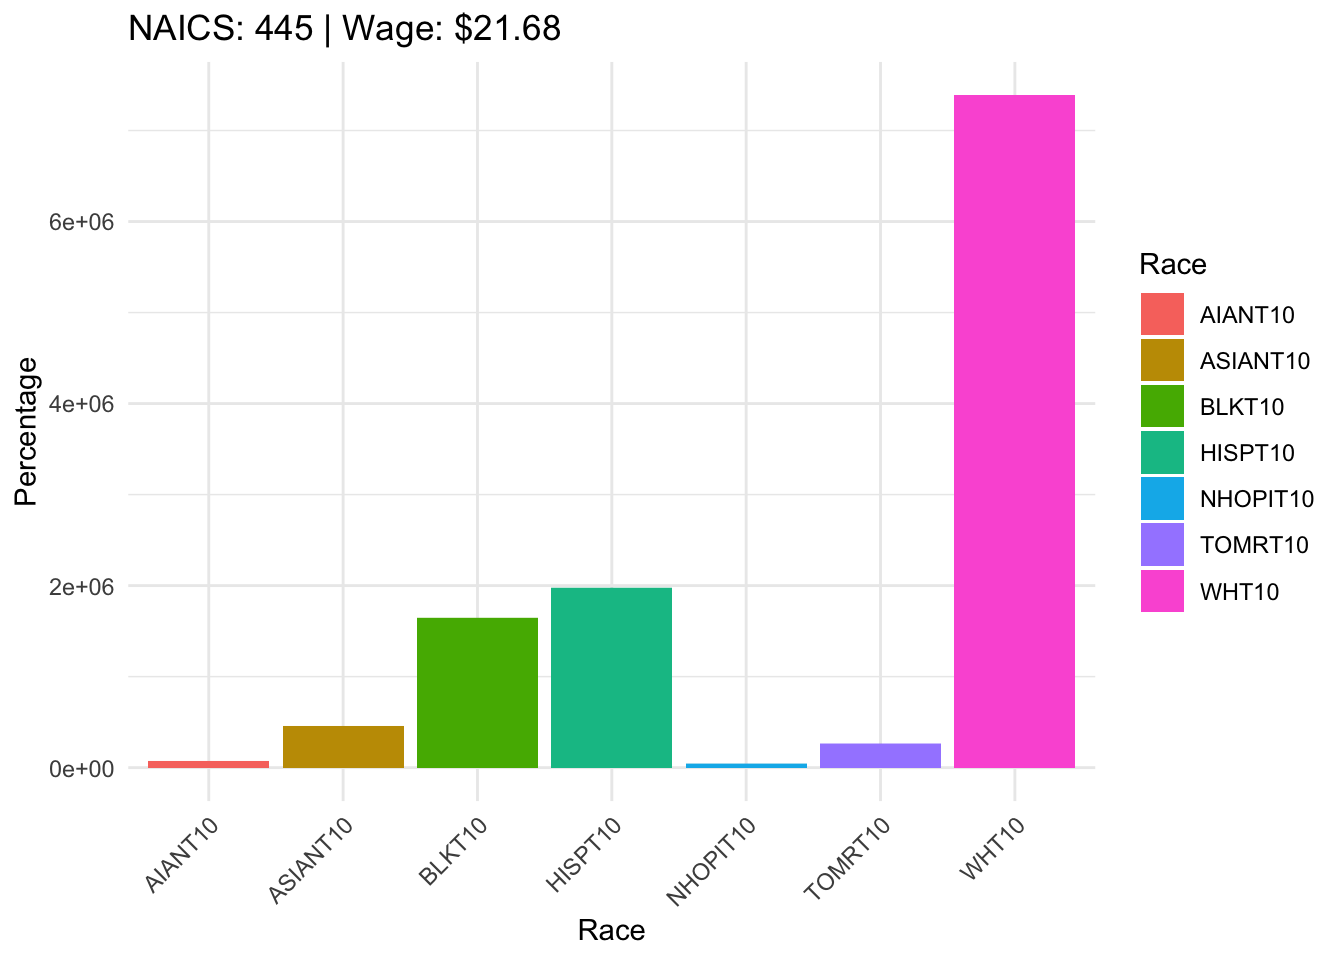 NAICS: 445 | Wage: $21.68
6e+06
4e+06
2e+06
0e+00
Percentage
AIANT10
ASIANT10
BLKT10
HISPT10
NHOPIT10
TOMRT10
WHT10
Race
Race
AIANT10
ASIANT10
BLKT10
HISPT10
NHOPIT10
TOMRT10
WHT10